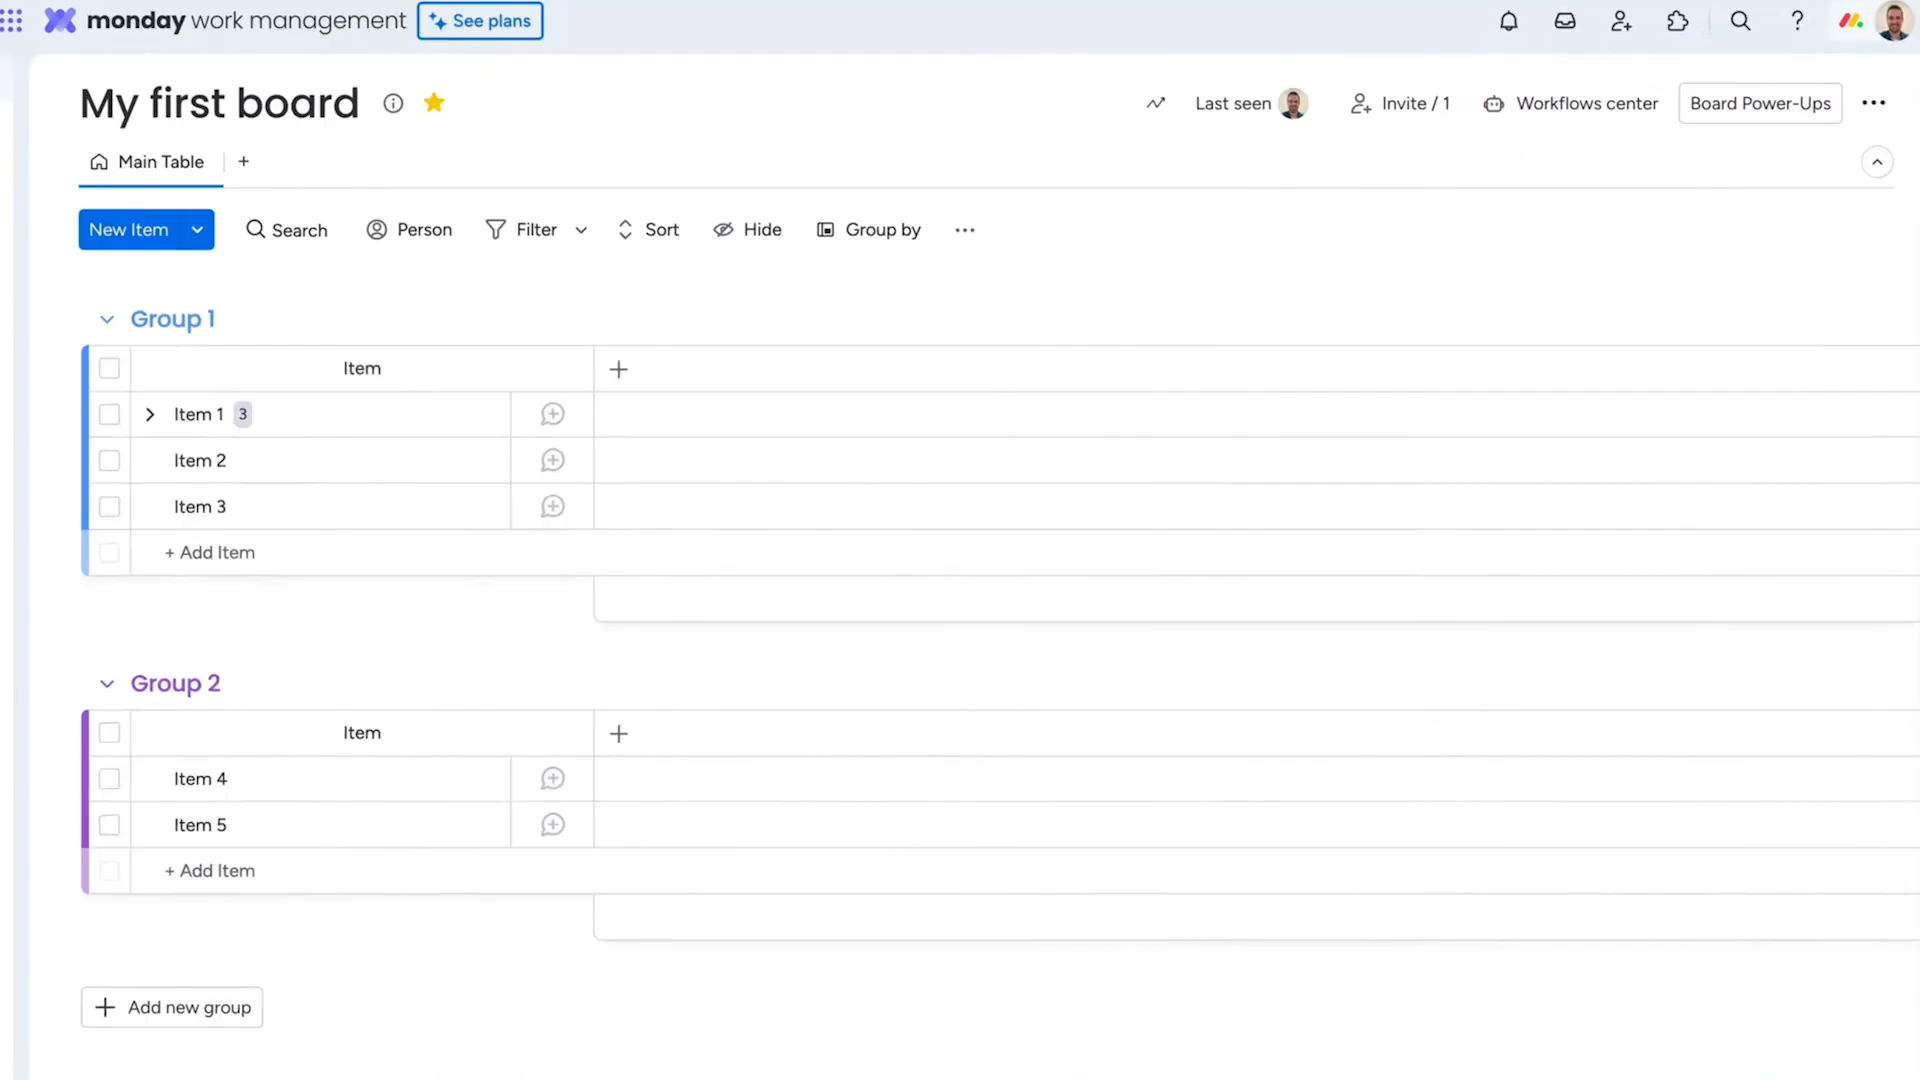 monday work management See plans
My first board Last seen Invite / 1 Workflows center Board Power-Ups
Main Table +
New Item Search Person Filter Sort Hide Group by
Group 1
Item +
Item 1 3
Item 2
Item 3
+ Add Item
Group 2
Item +
Item 4
Item 5
+ Add Item
+ Add new group